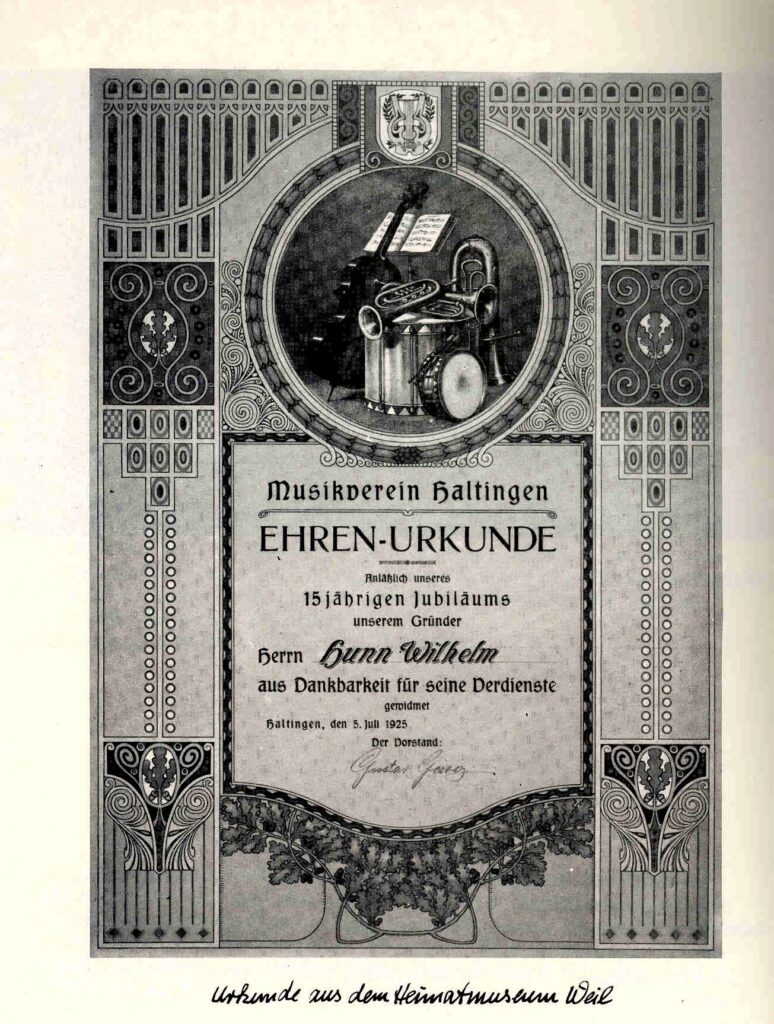 Musikverein Haltingen
EHREN-URKUNDE
Anläßlich unseres
15jährigen Jubiläums
unserem Gründer
Herrn Hunn Wilhelm
aus Dankbarkeit für seine Verdienste
gewidmet
Haltingen, den 5. Juli 1925
Der Vorstand:
Gustav
Urkunde aus dem Heimatmuseum Weil